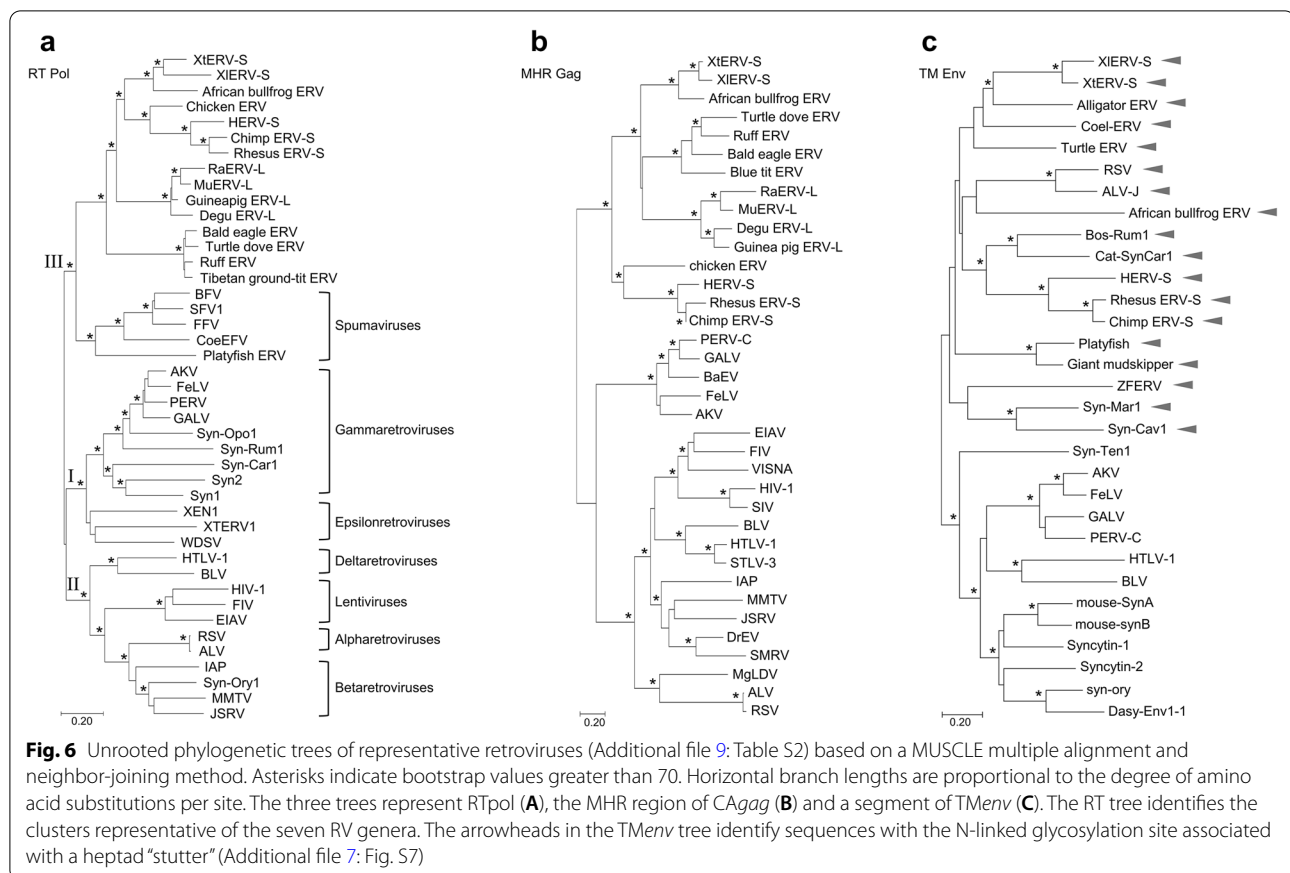 a
RT Pol
XtERV-S
XlERV-S
African bullfrog ERV
Chicken ERV
HERV-S
Chimp ERV-S
Rhesus ERV-S
RaERV-L
MuERV-L
Guineapig ERV-L
Degu ERV-L
Bald eagle ERV
Turtle dove ERV
Ruff ERV
Tibetan ground-tit ERV
III
BFV
SFV1
FFV
CoeEFV
Platyfish ERV
Spumaviruses
AKV
FeLV
PERV
GALV
Syn-Opo1
Syn-Rum1
Syn-Car1
Syn2
Syn1
Gammaretroviruses
I
XEN1
XTERV1
WDSV
Epsilonretroviruses
HTLV-1
BLV
Deltaretroviruses
II
HIV-1
FIV
EIAV
Lentiviruses
RSV
ALV
Alpharetroviruses
IAP
Syn-Ory1
MMTV
JSRV
Betaretroviruses
0.20
b
MHR Gag
XtERV-S
XlERV-S
African bullfrog ERV
Turtle dove ERV
Ruff ERV
Bald eagle ERV
Blue tit ERV
RaERV-L
MuERV-L
Degu ERV-L
Guinea pig ERV-L
chicken ERV
HERV-S
Rhesus ERV-S
Chimp ERV-S
PERV-C
GALV
BaEV
FeLV
AKV
EIAV
FIV
VISNA
HIV-1
SIV
BLV
HTLV-1
STLV-3
IAP
MMTV
JSRV
DrEV
SMRV
MgLDV
ALV
RSV
0.20
c
TM Env
XlERV-S
XtERV-S
Alligator ERV
Coel-ERV
Turtle ERV
RSV
ALV-J
African bullfrog ERV
Bos-Rum1
Cat-SynCar1
HERV-S
Rhesus ERV-S
Chimp ERV-S
Platyfish
Giant mudskipper
ZFERV
Syn-Mar1
Syn-Cav1
Syn-Ten1
AKV
FeLV
GALV
PERV-C
HTLV-1
BLV
mouse-SynA
mouse-synB
Syncytin-1
Syncytin-2
syn-ory
Dasy-Env1-1
0.20
Fig. 6 Unrooted phylogenetic trees of representative retroviruses (Additional file 9: Table S2) based on a MUSCLE multiple alignment and
neighbor-joining method. Asterisks indicate bootstrap values greater than 70. Horizontal branch lengths are proportional to the degree of amino
acid substitutions per site. The three trees represent RTpol (A), the MHR region of CAgag (B) and a segment of TMenv (C). The RT tree identifies the
clusters representative of the seven RV genera. The arrowheads in the TMenv tree identify sequences with the N-linked glycosylation site associated
with a heptad “stutter” (Additional file 7: Fig. S7)